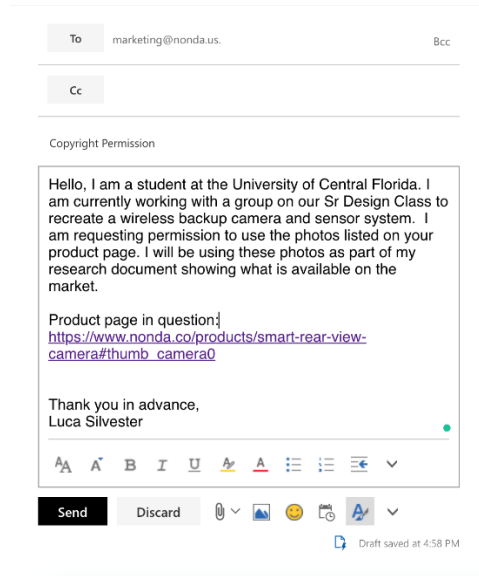 To marketing@nonda.us. Bcc
Cc
Copyright Permission
Hello, I am a student at the University of Central Florida. I
am currently working with a group on our Sr Design Class to
recreate a wireless backup camera and sensor system.  I
am requesting permission to use the photos listed on your
product page. I will be using these photos as part of my
research document showing what is available on the
market.
Product page in question:
https://www.nonda.co/products/smart-rear-view-
camera#thumb_camera0
Thank you in advance,
Luca Silvester
AA A B I U A A
Send Discard A
Draft saved at 4:58 PM